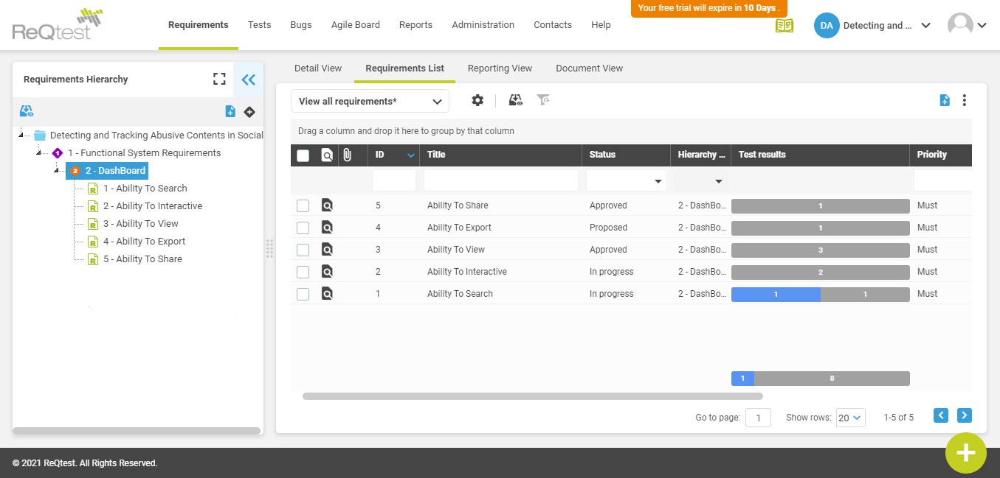 Your free trial will expire in 10 Days .
ReQtest
Requirements Tests Bugs Agile Board Reports Administration Contacts Help
DA Detecting and ...
Requirements Hierarchy
Detecting and Tracking Abusive Contents in Social
1 1 - Functional System Requirements
2 2 - DashBoard
R 1 - Ability To Search
R 2 - Ability To Interactive
R 3 - Ability To View
R 4 - Ability To Export
R 5 - Ability To Share
Detail View Requirements List Reporting View Document View
View all requirements*
Drag a column and drop it here to group by that column
ID Title Status Hierarchy ... Test results Priority
5 Ability To Share Approved 2 - DashBo... 1 Must
4 Ability To Export Proposed 2 - DashBo... 1 Must
3 Ability To View Approved 2 - DashBo... 3 Must
2 Ability To Interactive In progress 2 - DashBo... 2 Must
1 Ability To Search In progress 2 - DashBo... 1 1 Must
1 8
Go to page: 1 Show rows: 20 1-5 of 5
© 2021 ReQtest. All Rights Reserved.